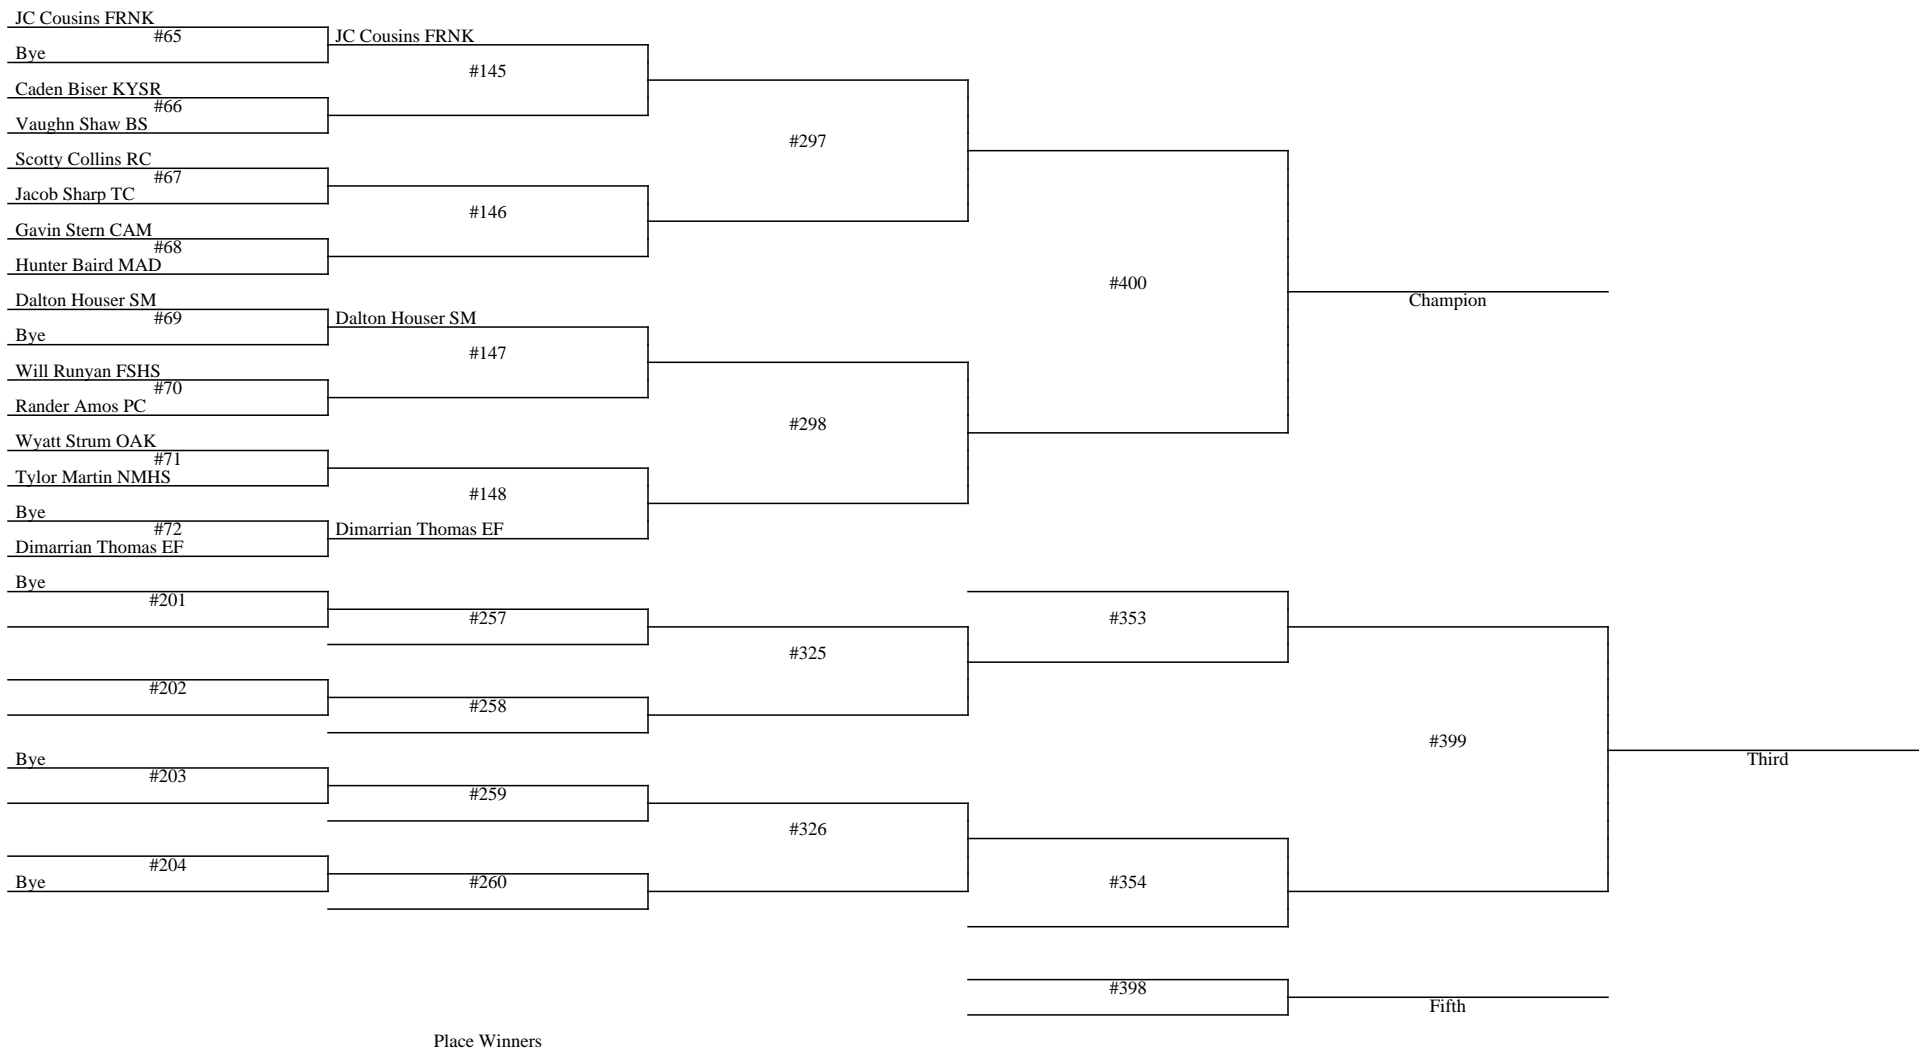 JC Cousins FRNK
#65
JC Cousins FRNK
Bye
#145
Caden Biser KYSR
#66
Vaughn Shaw BS
#297
Scotty Collins RC
#67
Jacob Sharp TC
#146
Gavin Stern CAM
#68
Hunter Baird MAD
#400
Champion
Dalton Houser SM
#69
Dalton Houser SM
Bye
#147
Will Runyan FSHS
#70
Rander Amos PC
#298
Wyatt Strum OAK
#71
Tylor Martin NMHS
#148
Bye
#72
Dimarrian Thomas EF
Dimarrian Thomas EF
Bye
#201
#257
#353
#325
#202
#258
#399
Third
Bye
#203
#259
#326
#204
Bye
#260
#354
#398
Fifth
Place Winners